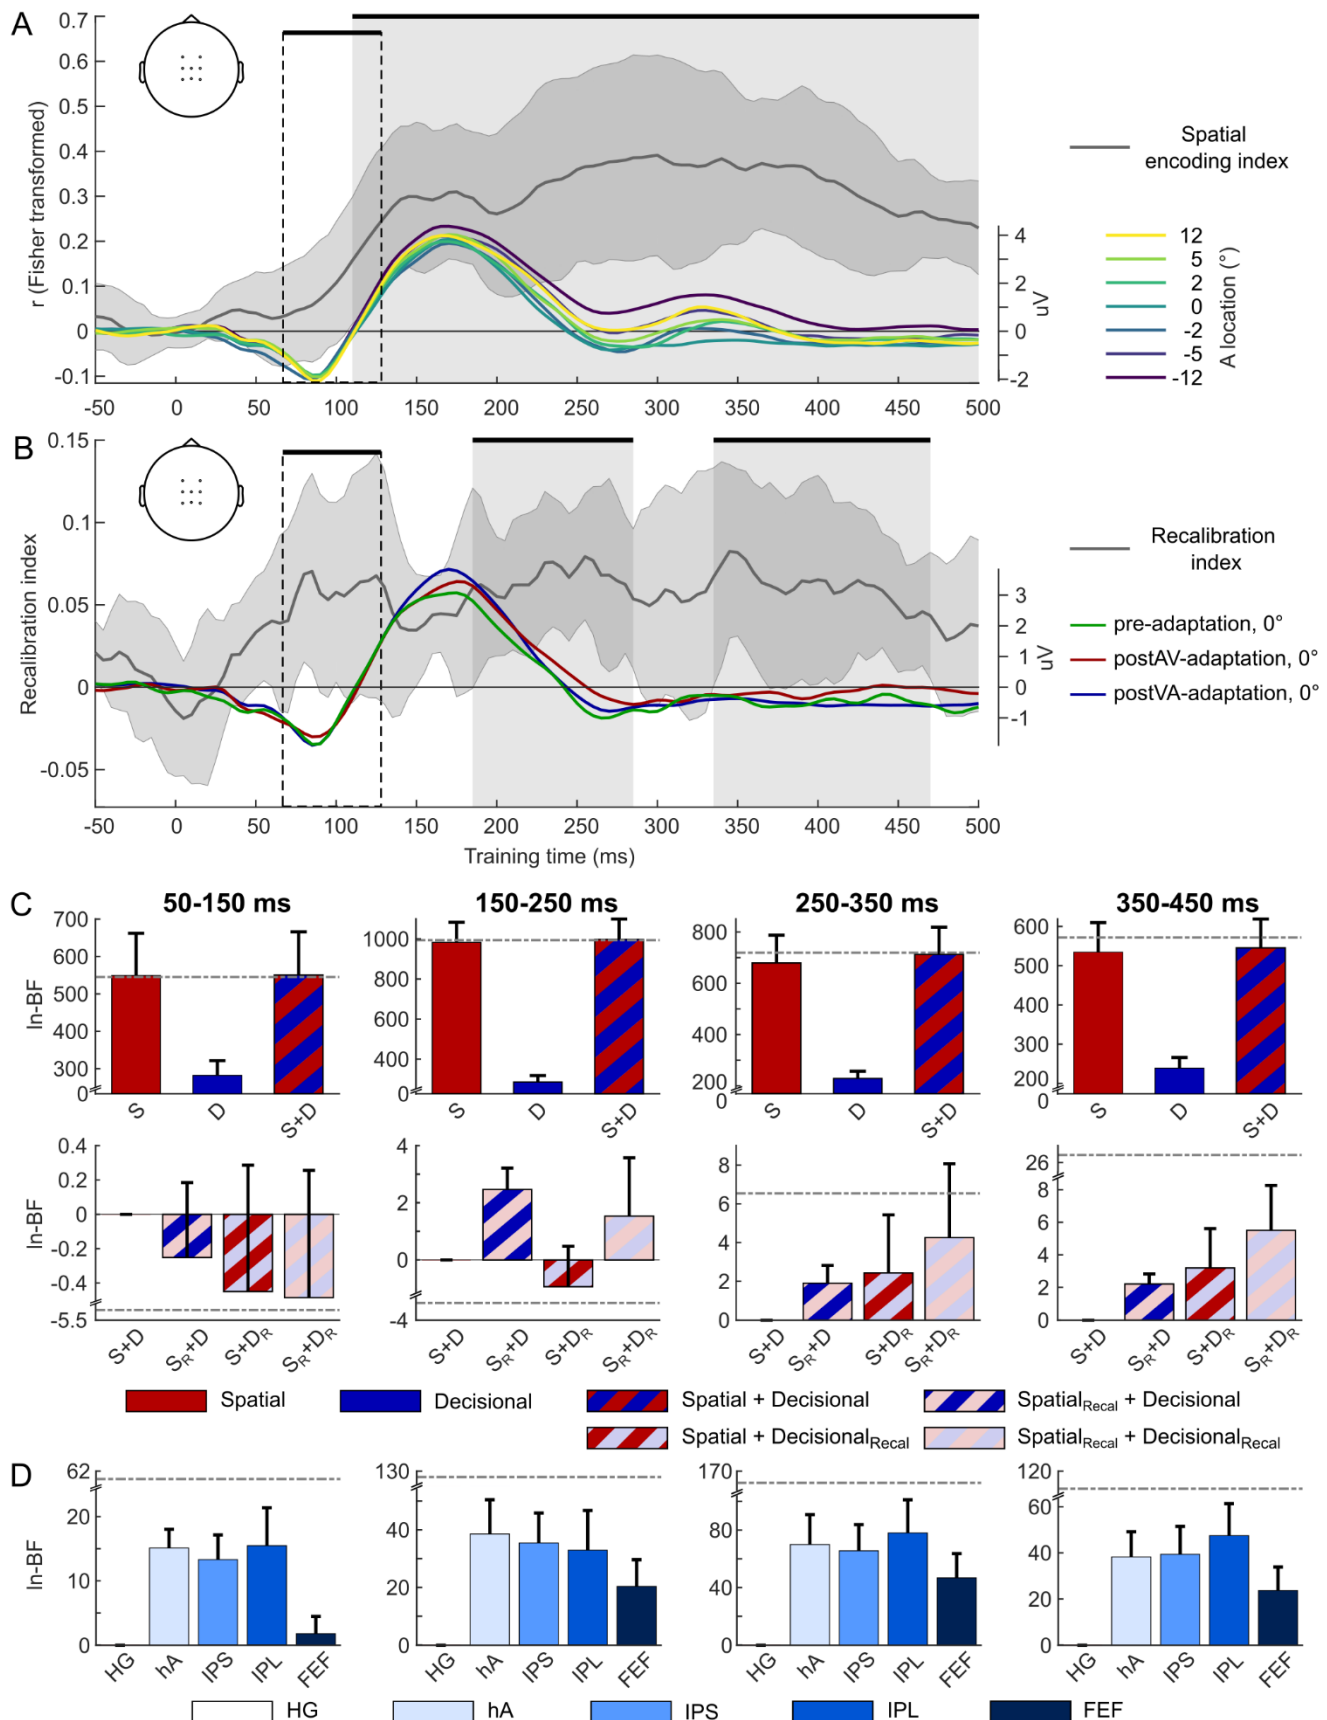 A
0.7
0.6
0.5
0.4
0.3
0.2
0.1
0
-0.1
r (Fisher transformed)
-50 0 50 100 150 200 250 300 350 400 450 500
4
2
0
-2
uV
Spatial
encoding index
12
5
2
0
-2
-5
-12
A location (°)
B
0.15
0.1
0.05
0
-0.05
Recalibration index
-50 0 50 100 150 200 250 300 350 400 450 500
Training time (ms)
3
2
1
0
-1
uV
Recalibration
index
pre-adaptation, 0°
postAV-adaptation, 0°
postVA-adaptation, 0°
C
50-150 ms 150-250 ms 250-350 ms 350-450 ms
ln-BF
700
600
500
400
300
0
S D S+D
1000
800
600
400
0
S D S+D
800
600
400
200
0
S D S+D
600
500
400
300
200
0
S D S+D
ln-BF
0.4
0.2
0
-0.2
-0.4
-5.5
S+D SR+D S+DR SR+DR
4
2
0
-4
S+D SR+D S+DR SR+DR
8
6
4
2
0
S+D SR+D S+DR SR+DR
26
8
6
4
2
0
S+D SR+D S+DR SR+DR
Spatial Decisional Spatial + Decisional SpatialRecal + Decisional
Spatial + DecisionalRecal SpatialRecal + DecisionalRecal
D
ln-BF
62
20
10
0
HG hA IPS IPL FEF
130
40
20
0
HG hA IPS IPL FEF
170
80
40
0
HG hA IPS IPL FEF
120
60
40
20
0
HG hA IPS IPL FEF
HG hA IPS IPL FEF